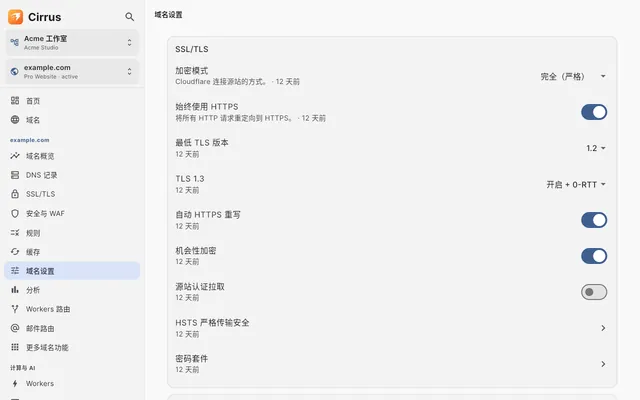 Cirrus
Acme 工作室
Acme Studio
example.com
Pro Website · active
首页
域名
example.com
域名概览
DNS 记录
SSL/TLS
安全与 WAF
规则
缓存
域名设置
分析
Workers 路由
邮件路由
更多域名功能
计算与 AI
Workers
域名设置
SSL/TLS
加密模式
Cloudflare 连接源站的方式。 · 12 天前
完全（严格）
始终使用 HTTPS
将所有 HTTP 请求重定向到 HTTPS。 · 12 天前
最低 TLS 版本
12 天前
1.2
TLS 1.3
12 天前
开启 + 0-RTT
自动 HTTPS 重写
12 天前
机会性加密
12 天前
源站认证拉取
12 天前
HSTS 严格传输安全
12 天前
密码套件
12 天前